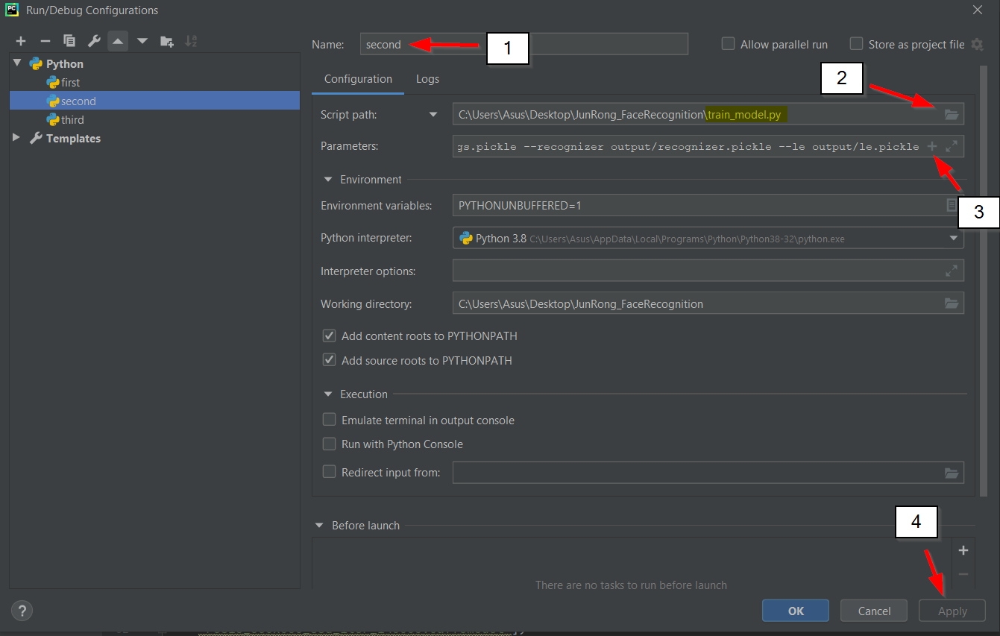 PC Run/Debug Configurations
Name: second 1 Allow parallel run Store as project file
Python
first
second
third
Templates
Configuration Logs
2
Script path: C:\Users\Asus\Desktop\JunRong_FaceRecognition\train_model.py
Parameters: gs.pickle --recognizer output/recognizer.pickle --le output/le.pickle
Environment
3
Environment variables: PYTHONUNBUFFERED=1
Python interpreter: Python 3.8 C:\Users\Asus\AppData\Local\Programs\Python\Python38-32\python.exe
Interpreter options:
Working directory: C:\Users\Asus\Desktop\JunRong_FaceRecognition
Add content roots to PYTHONPATH
Add source roots to PYTHONPATH
Execution
Emulate terminal in output console
Run with Python Console
Redirect input from:
4
Before launch
There are no tasks to run before launch
? OK Cancel Apply